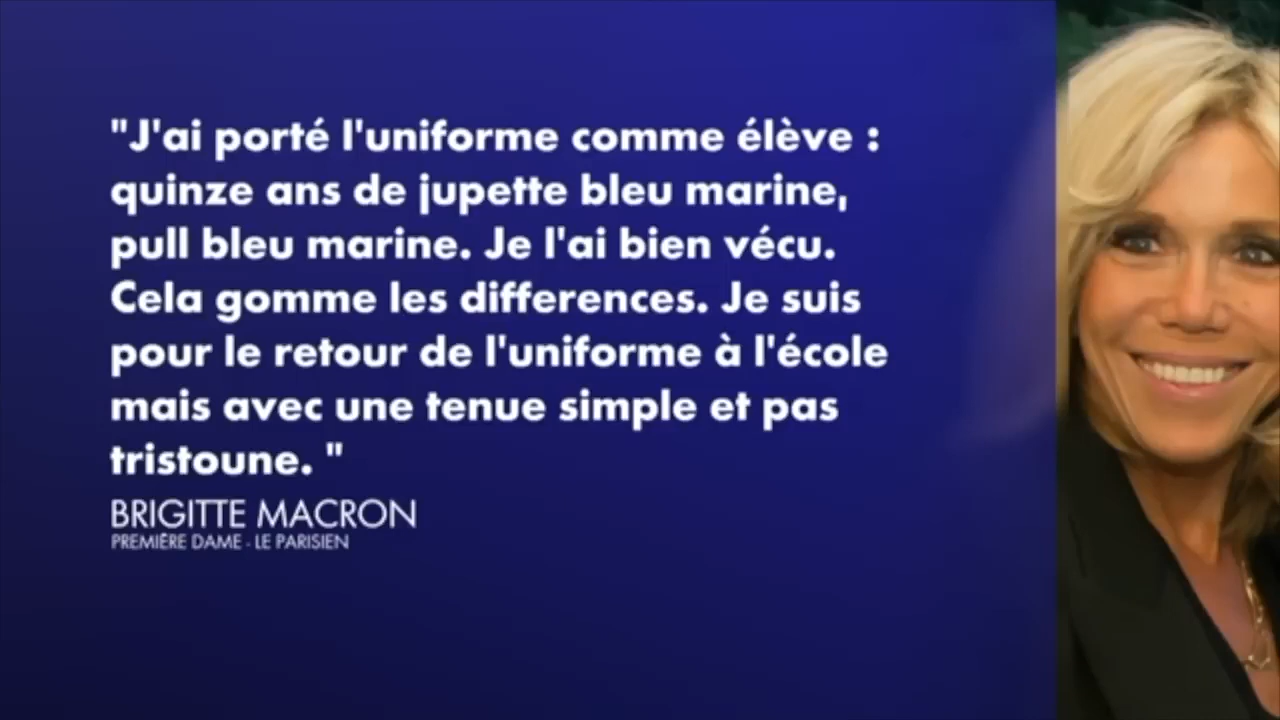 "J'ai porté l'uniforme comme élève :
quinze ans de jupette bleu marine,
pull bleu marine. Je l'ai bien vécu.
Cela gomme les differences. Je suis
pour le retour de l'uniforme à l'école
mais avec une tenue simple et pas
tristoune. "
BRIGITTE MACRON
PREMIÈRE DAME - LE PARISIEN